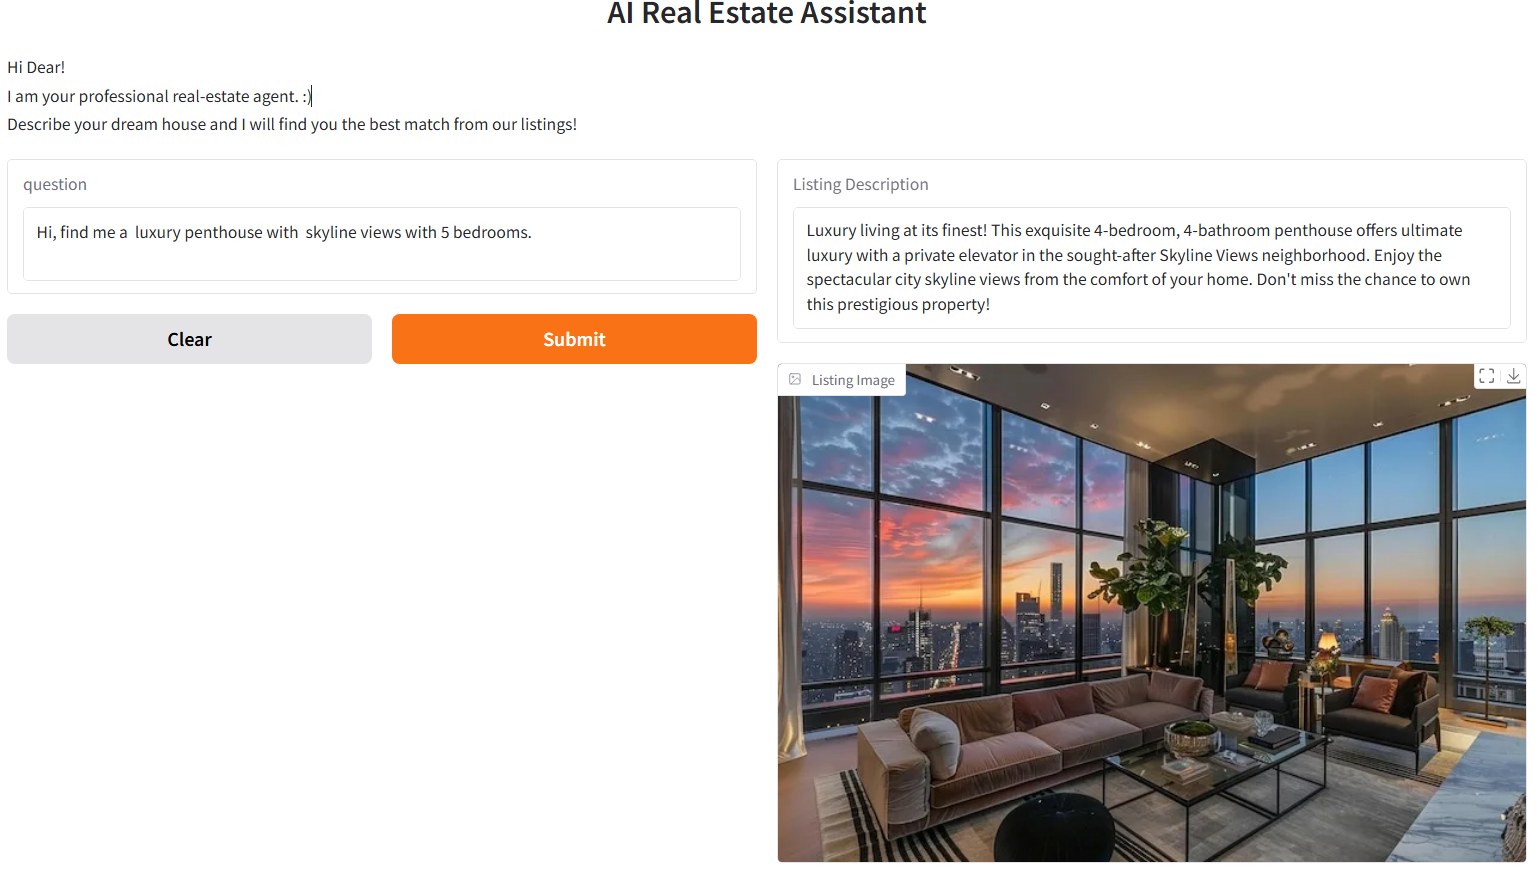 AI Real Estate Assistant
Hi Dear!
I am your professional real-estate agent. :)
Describe your dream house and I will find you the best match from our listings!
question
Hi, find me a  luxury penthouse with  skyline views with 5 bedrooms.
Clear
Submit
Listing Description
Luxury living at its finest! This exquisite 4-bedroom, 4-bathroom penthouse offers ultimate
luxury with a private elevator in the sought-after Skyline Views neighborhood. Enjoy the
spectacular city skyline views from the comfort of your home. Don't miss the chance to own
this prestigious property!
Listing Image